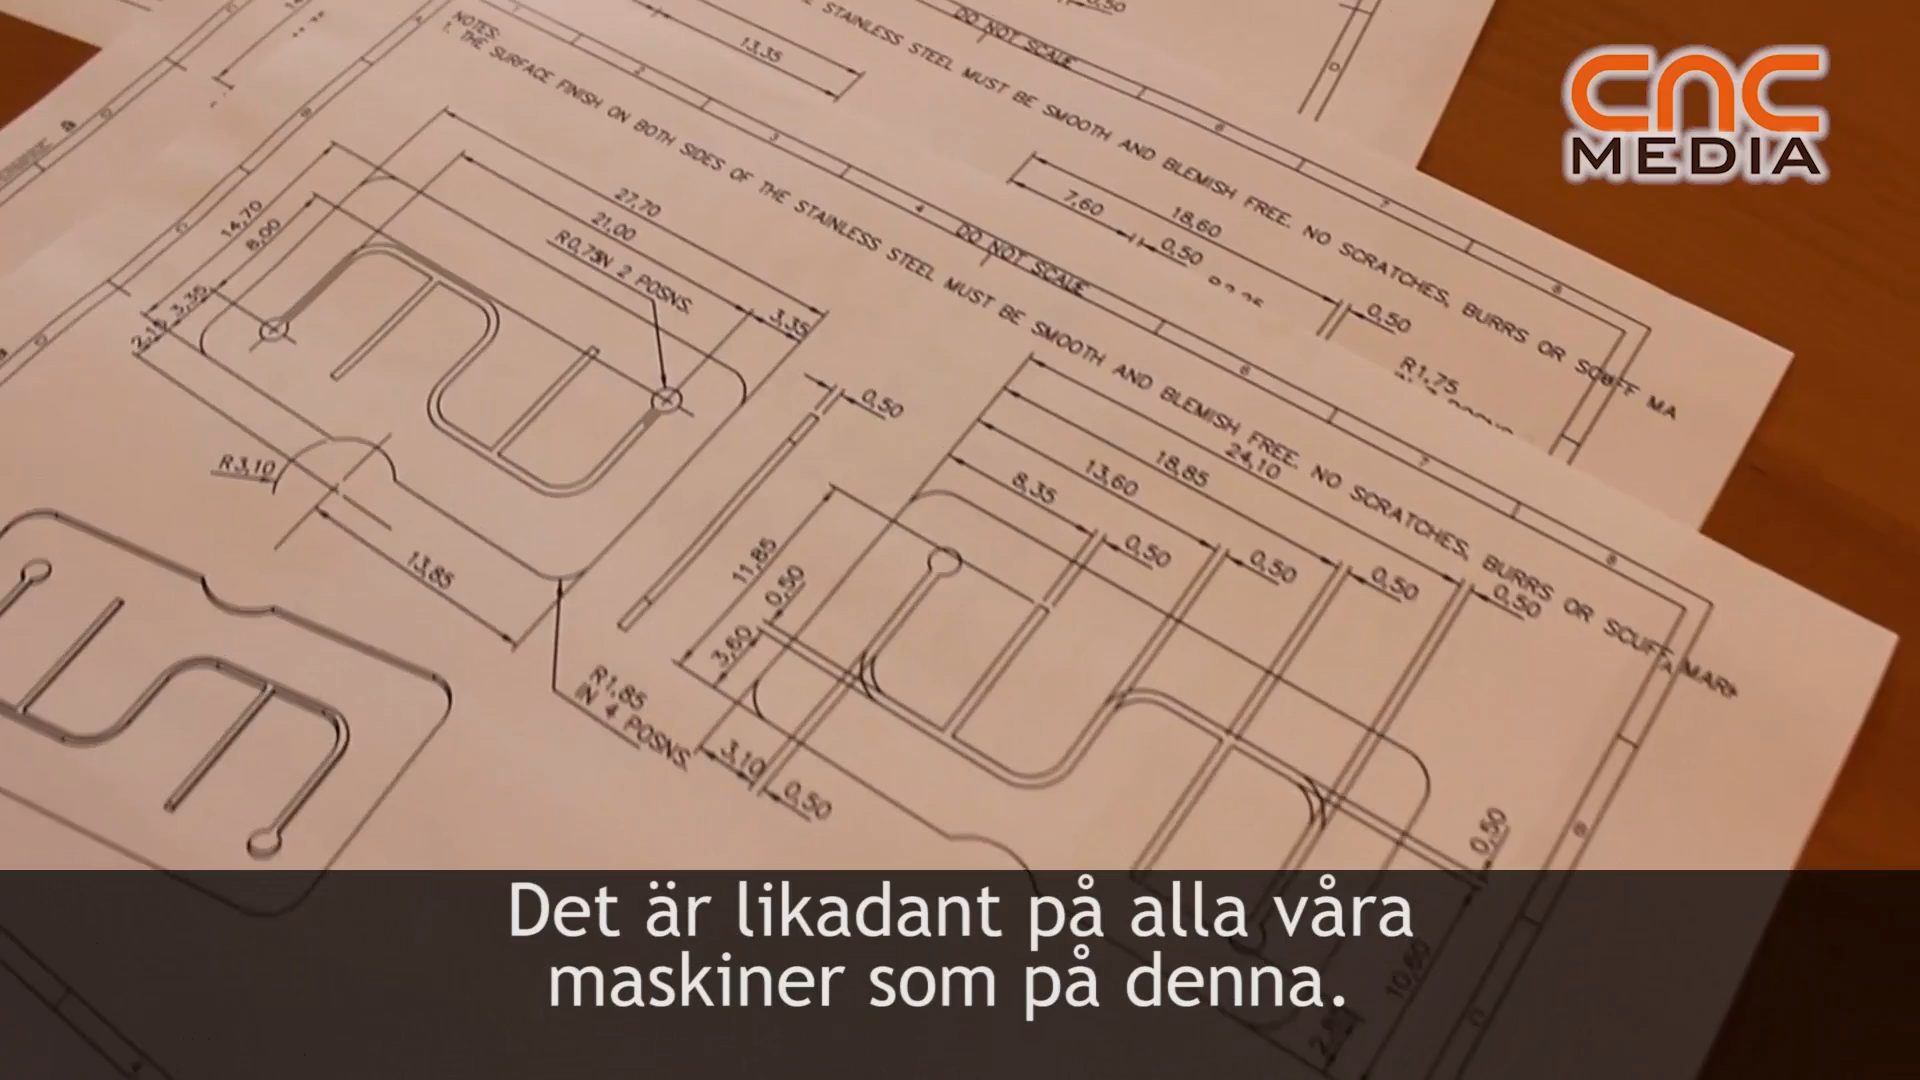 CNC
MEDIA
NOTES:
1. THE SURFACE FINISH ON BOTH SIDES OF THE STAINLESS STEEL MUST BE SMOOTH AND BLEMISH FREE. NO SCRATCHES, BURRS OR SCUFF MARK
DO NOT SCALE
STAINLESS STEEL MUST BE SMOOTH AND BLEMISH FREE. NO SCRATCHES, BURRS OR SCUFF MA
DO NOT SCALE
13,35
0,50
7,60
18,60
0,50
0,50
R1,75
14,70
8,00
27,70
21,00
R0,75IN 2 POSNS.
3,35
3,35
R3,10
13,85
0,50
R1,85
IN 4 POSNS.
24,10
18,85
13,60
8,35
0,50
0,50
0,50
0,50
11,85
0,50
3,60
3,10
0,50
0,50
10,60
Det är likadant på alla våra
maskiner som på denna.